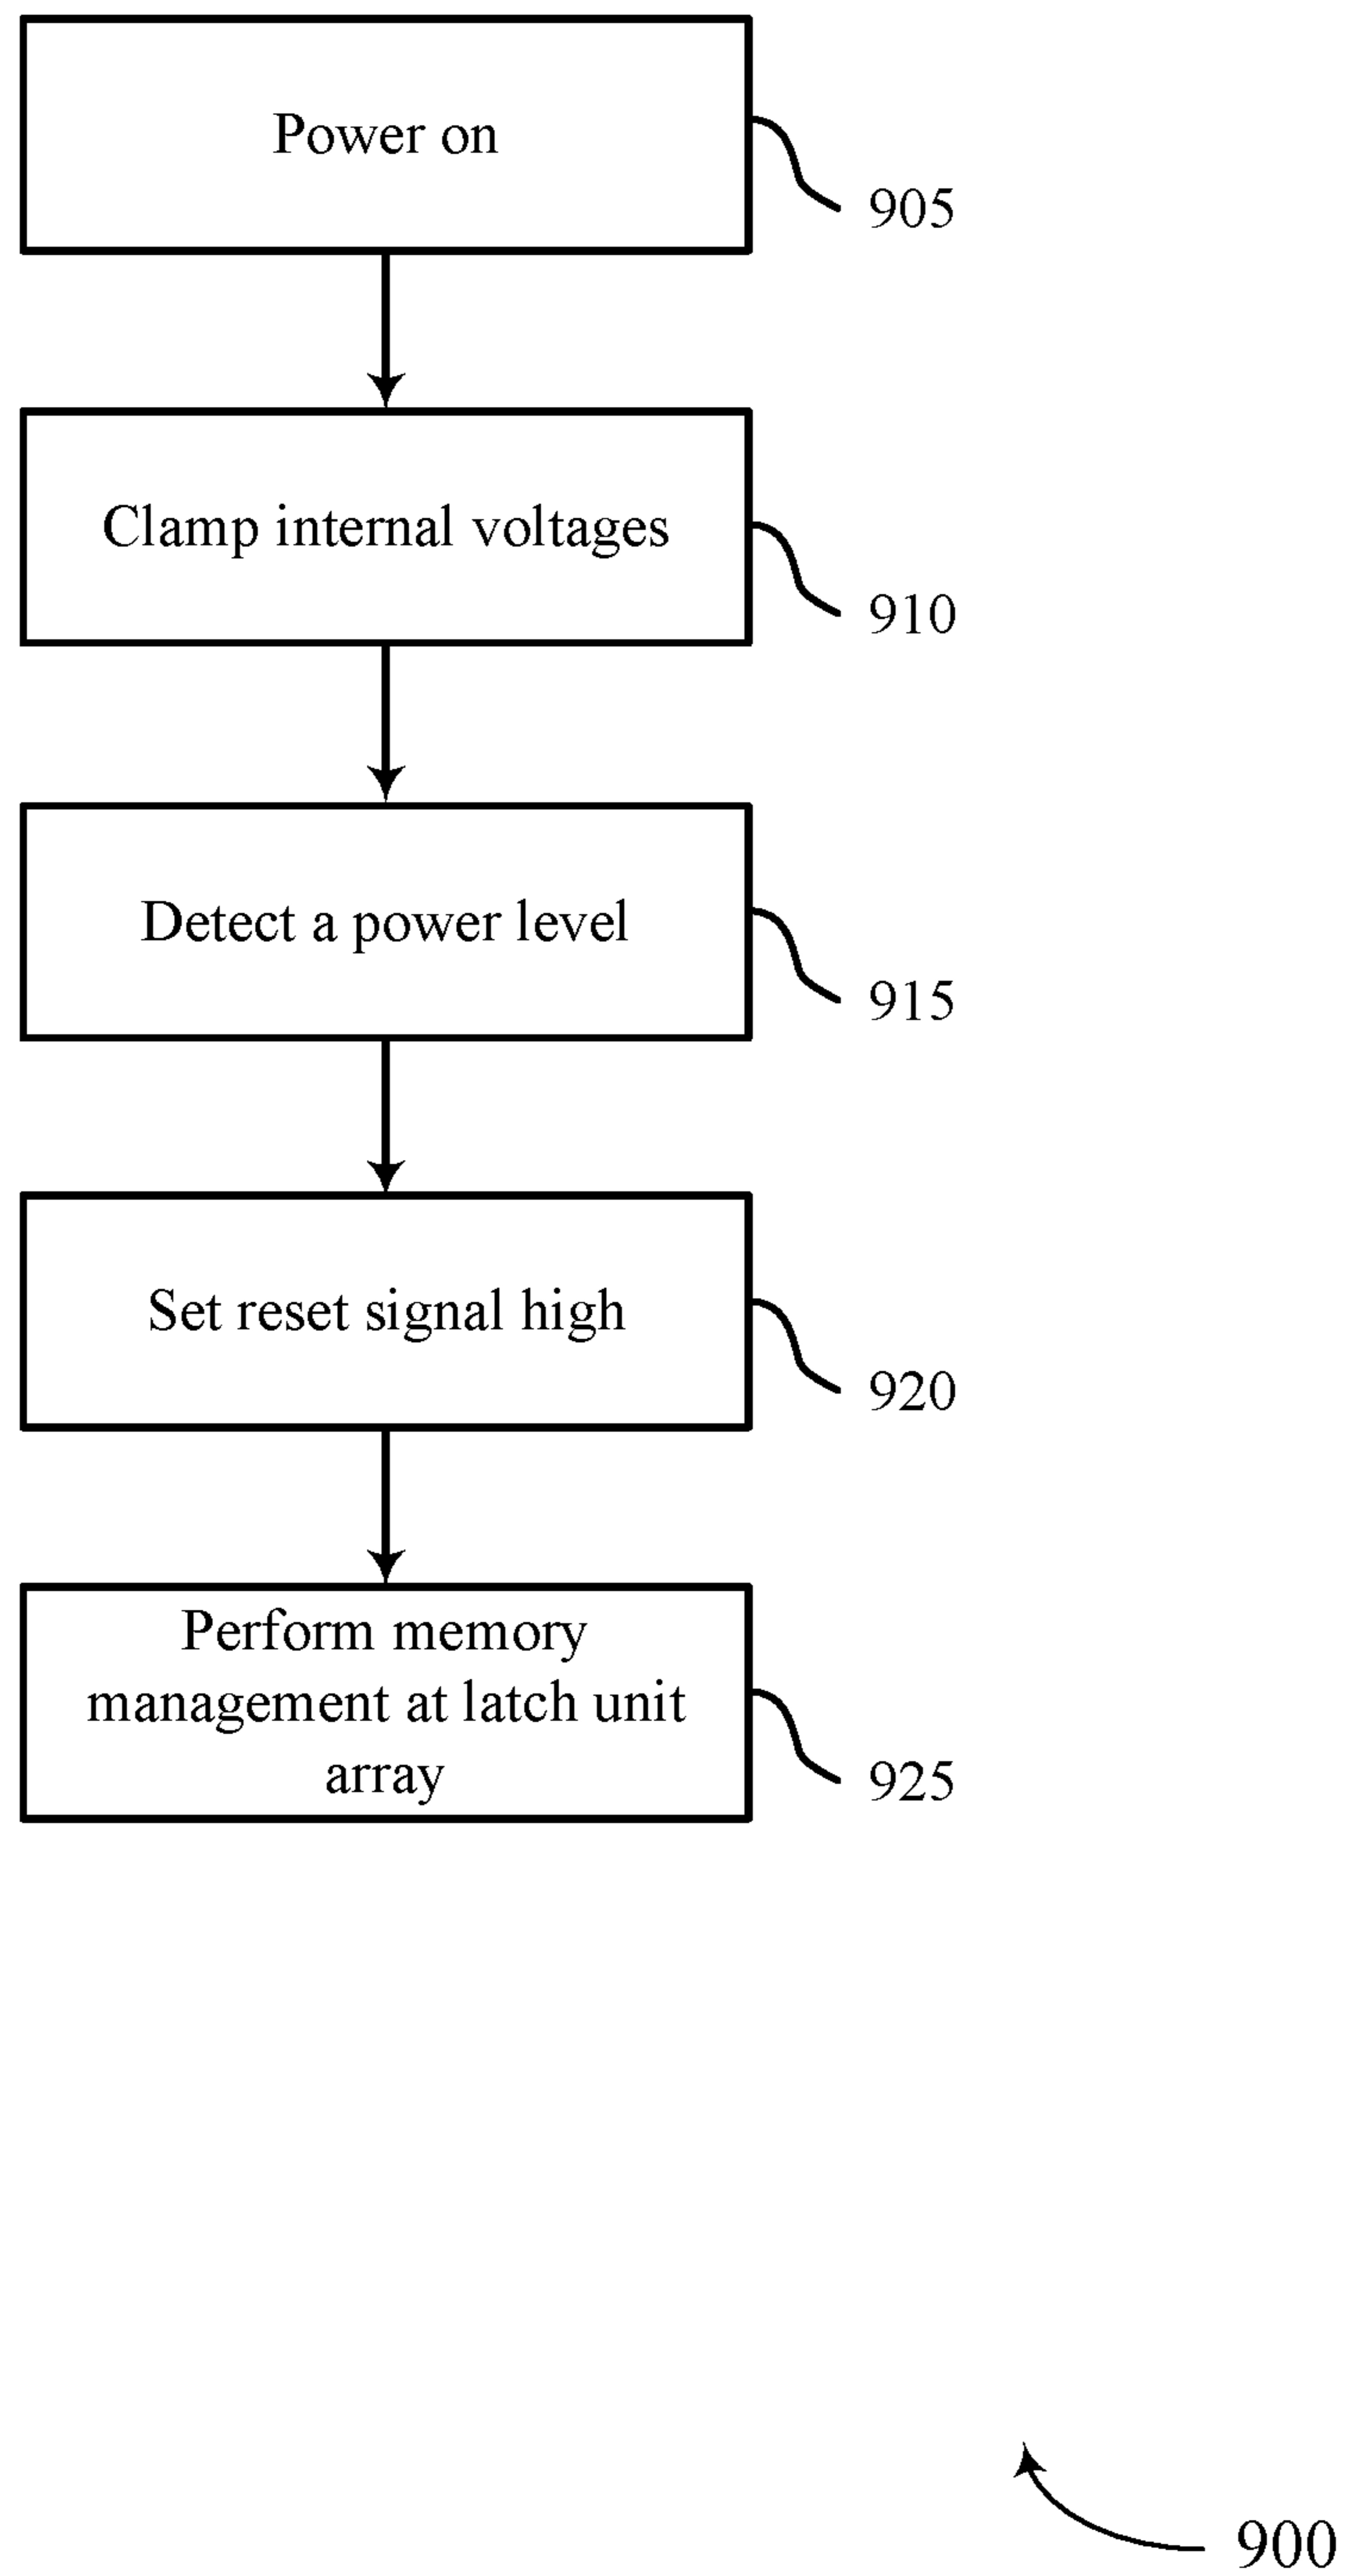 Power on
905
Clamp internal voltages
910
Detect a power level
915
Set reset signal high
920
Perform memory
management at latch unit
array
925
900